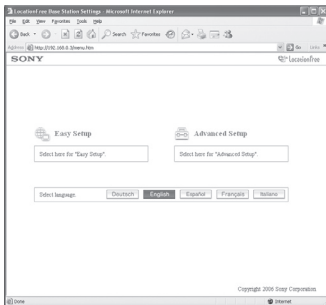 LocationFree Base Station Settings - Microsoft Internet Explorer
File Edit View Favorites Tools Help
Back Search Favorites
Address http://192.168.0.3/menu.htm Go Links
SONY LocationFree
Easy Setup Advanced Setup
Select here for "Easy Setup". Select here for "Advanced Setup".
Select language. Deutsch English Español Français Italiano
Copyright 2006 Sony Corporation
Done Internet